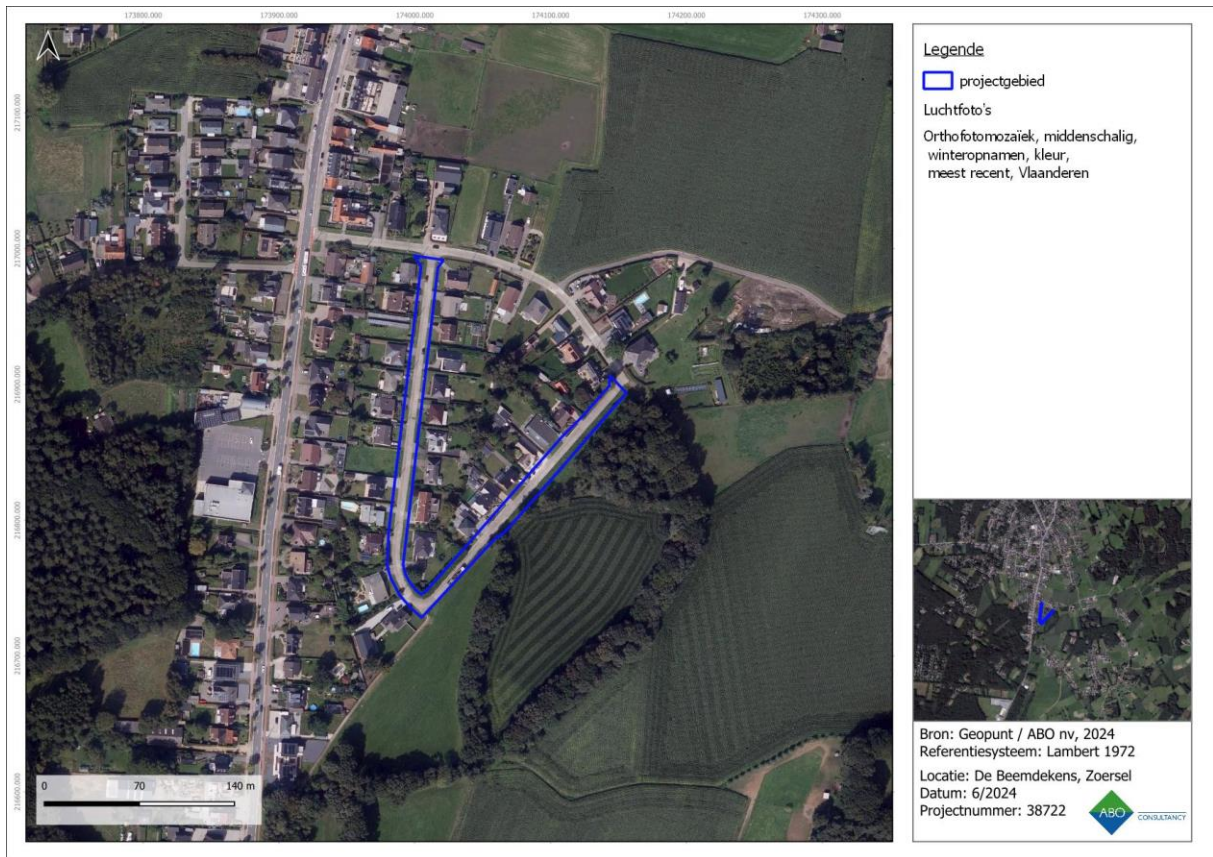 173800.000 173900.000 174000.000 174100.000 174200.000 174300.000
217100.000
217000.000
216900.000
216800.000
216700.000
216600.000
0 70 140 m
Legende
projectgebied
Luchtfoto's
Orthofotomozaïek, middenschalig,
winteropnamen, kleur,
meest recent, Vlaanderen
Bron: Geopunt / ABO nv, 2024
Referentiesysteem: Lambert 1972
Locatie: De Beemdekens, Zoersel
Datum: 6/2024
Projectnummer: 38722
ABO CONSULTANCY